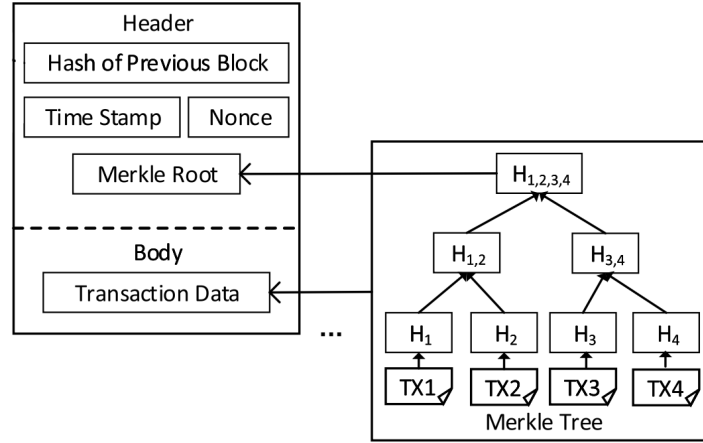 Header
Hash of Previous Block
Time Stamp Nonce
Merkle Root
Body
Transaction Data
...
H1,2,3,4
H1,2 H3,4
H1 H2 H3 H4
TX1 TX2 TX3 TX4
Merkle Tree